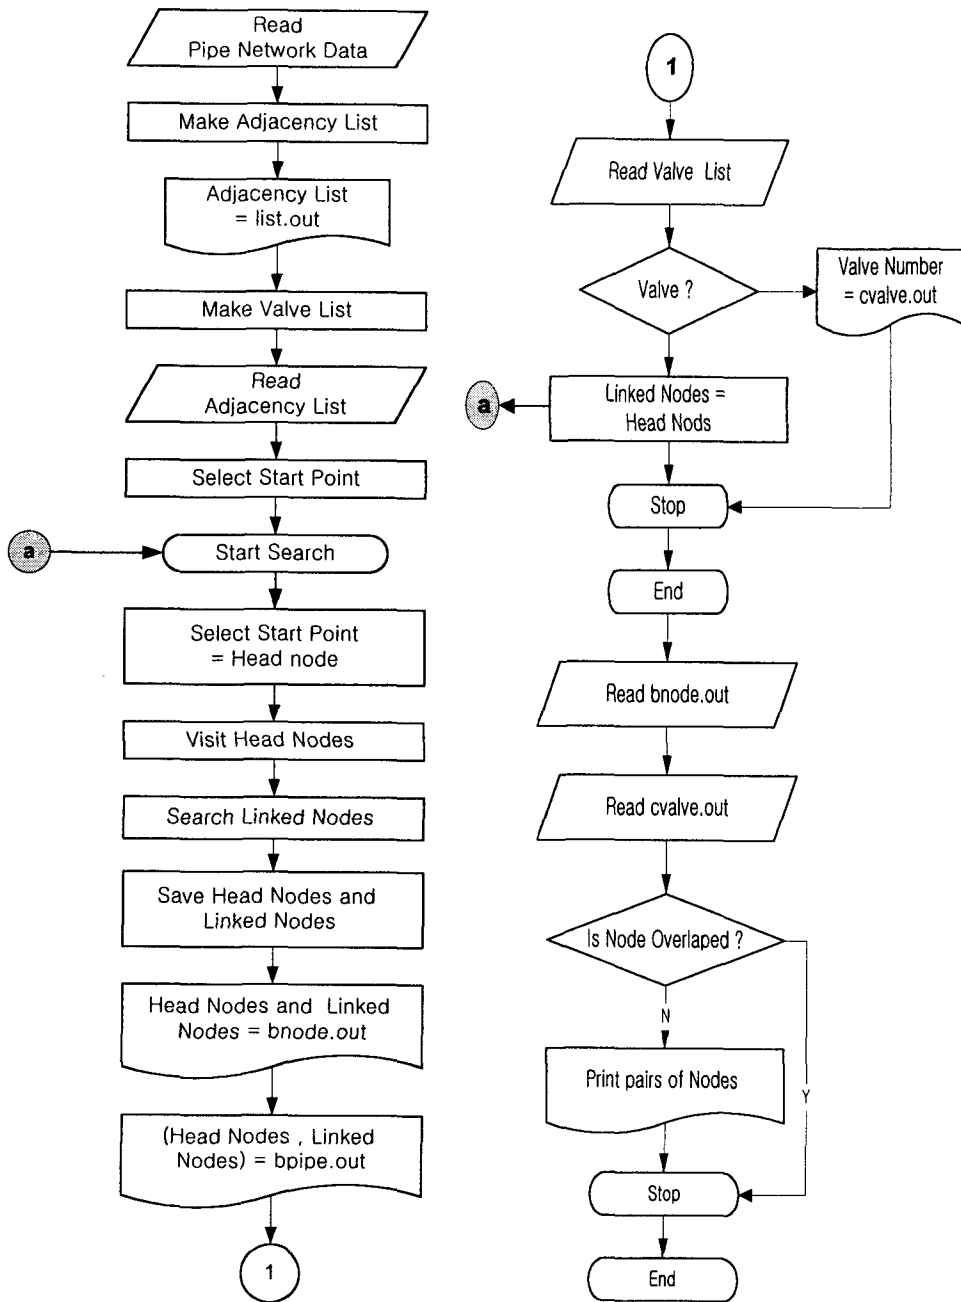 Read
Pipe Network Data
Make Adjacency List
Adjacency List
= list.out
Make Valve List
Read
Adjacency List
Select Start Point
a
Start Search
Select Start Point
= Head node
Visit Head Nodes
Search Linked Nodes
Save Head Nodes and
Linked Nodes
Head Nodes and Linked
Nodes = bnode.out
(Head Nodes , Linked
Nodes) = bpipe.out
1
1
Read Valve List
Valve ?
Valve Number
= cvalve.out
a
Linked Nodes =
Head Nods
Stop
End
Read bnode.out
Read cvalve.out
Is Node Overlaped ?
N
Print pairs of Nodes
Y
Stop
End